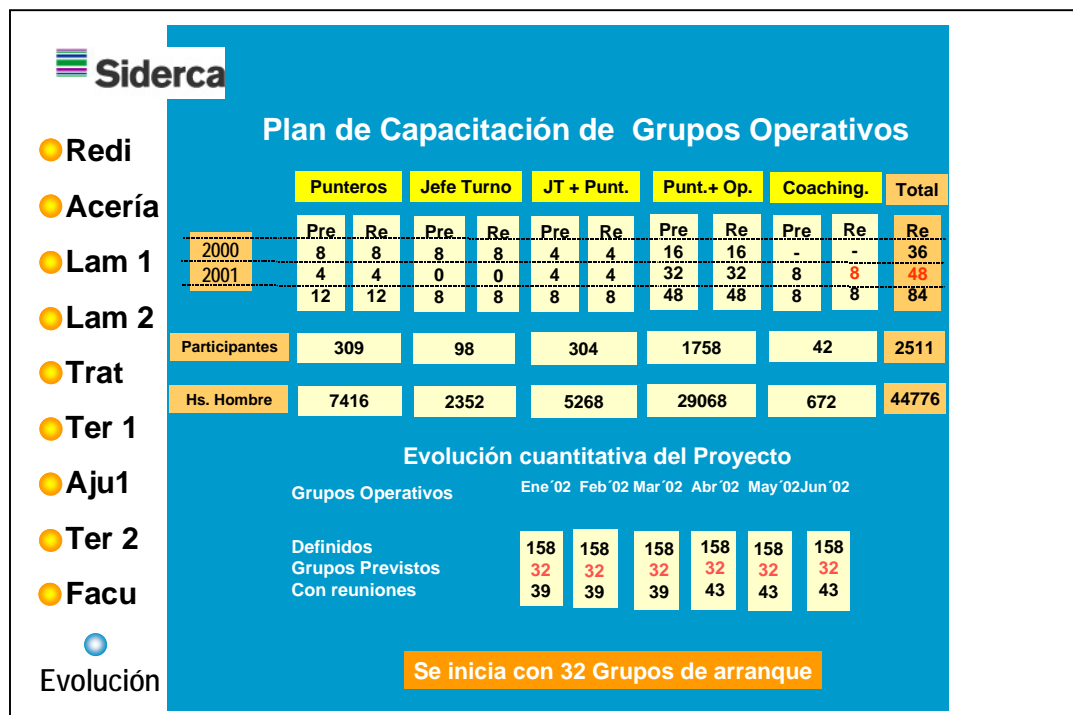 Siderca
Plan de Capacitación de Grupos Operativos
Redi
Acería
Lam 1
Lam 2
Trat
Ter 1
Aju1
Ter 2
Facu
Evolución
Punteros Jefe Turno JT + Punt. Punt.+ Op. Coaching. Total
Pre Re Pre Re Pre Re Pre Re Pre Re Re
2000 8 8 8 8 4 4 16 16 - - 36
2001 4 4 0 0 4 4 32 32 8 8 48
12 12 8 8 8 8 48 48 8 8 84
Participantes 309 98 304 1758 42 2511
Hs. Hombre 7416 2352 5268 29068 672 44776
Evolución cuantitativa del Proyecto
Grupos Operativos Ene´02 Feb´02 Mar´02 Abr´02 May´02 Jun´02
Definidos 158 158 158 158 158 158
Grupos Previstos 32 32 32 32 32 32
Con reuniones 39 39 39 43 43 43
Se inicia con 32 Grupos de arranque